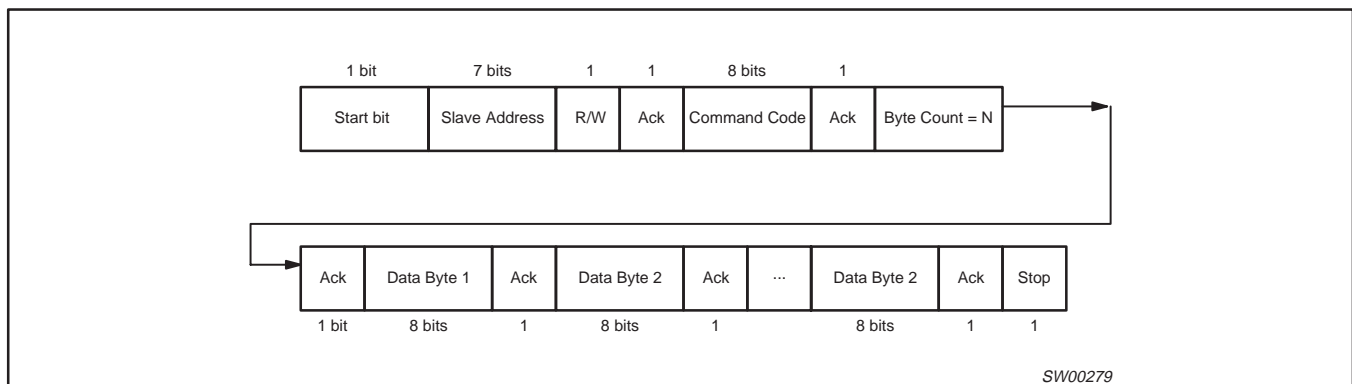 1 bit 7 bits 1 1 8 bits 1
Start bit Slave Address R/W Ack Command Code Ack Byte Count = N
Ack Data Byte 1 Ack Data Byte 2 Ack ... Data Byte 2 Ack Stop
1 bit 8 bits 1 8 bits 1 8 bits 1 1
SW00279